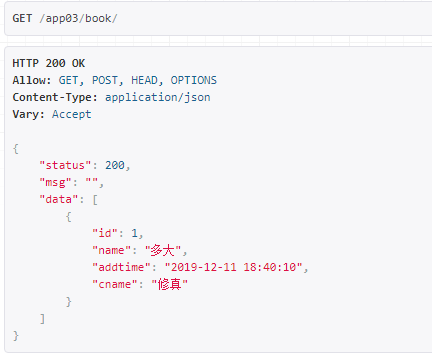 GET /app03/book/
HTTP 200 OK
Allow: GET, POST, HEAD, OPTIONS
Content-Type: application/json
Vary: Accept
{
    "status": 200,
    "msg": "",
    "data": [
        {
            "id": 1,
            "name": "多大",
            "addtime": "2019-12-11 18:40:10",
            "cname": "修真"
        }
    ]
}